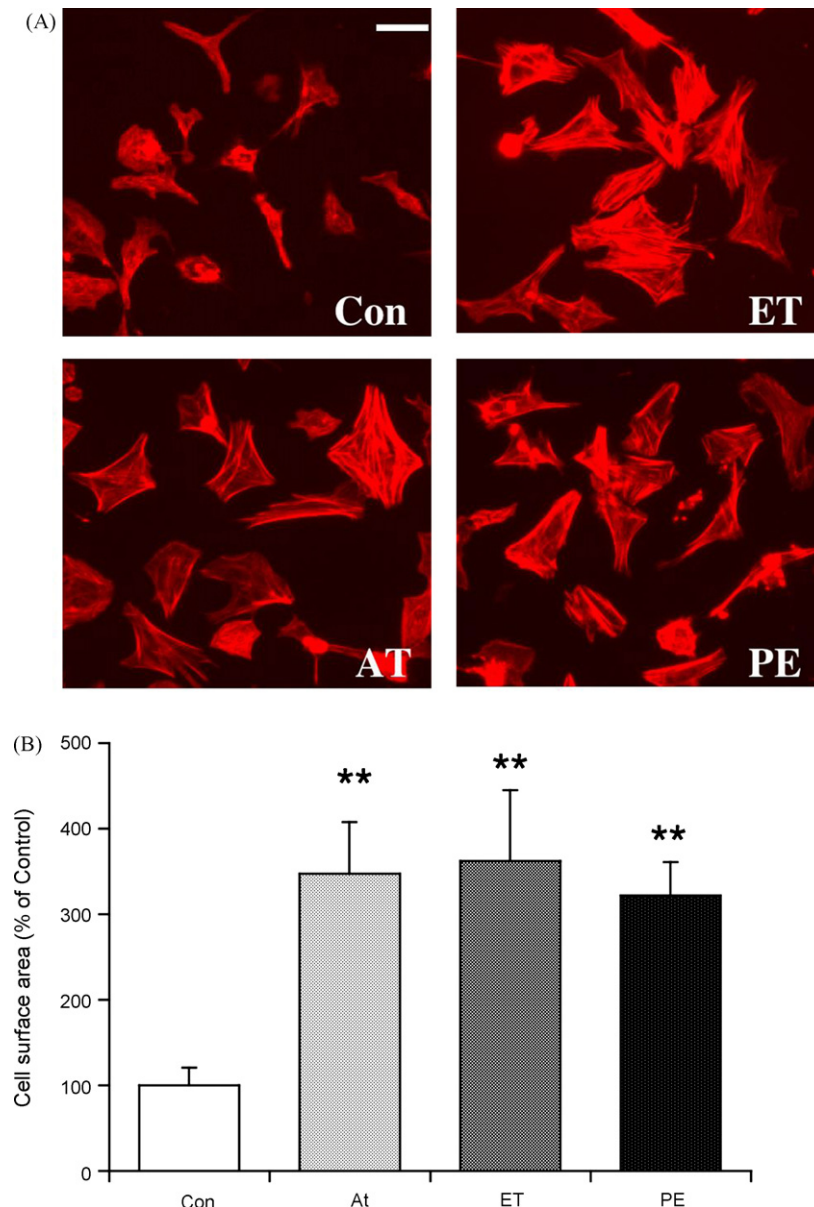 (A)
Con
ET
AT
PE
(B)
Cell surface area (% of Control)
500
400
300
200
100
0
**
**
**
Con
At
ET
PE